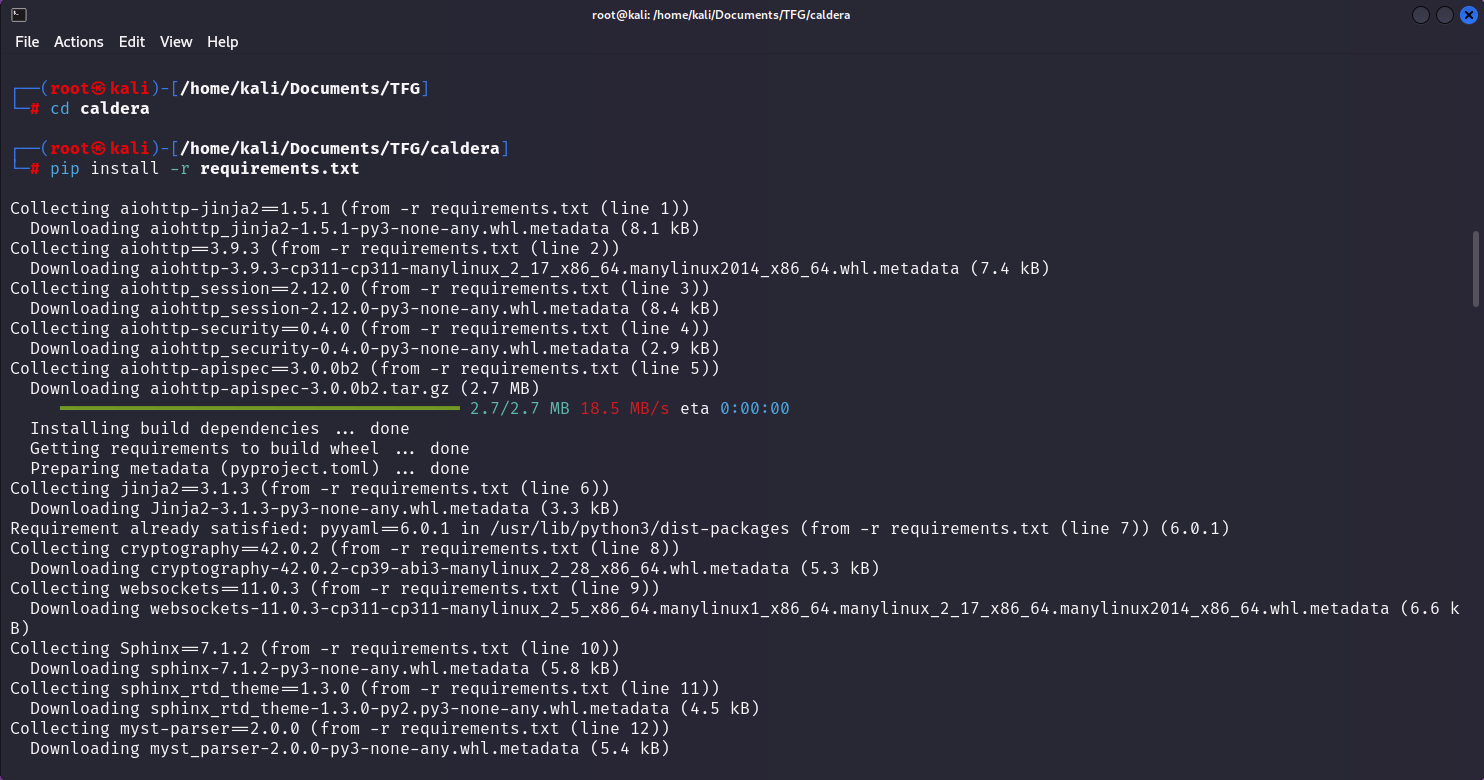 root@kali: /home/kali/Documents/TFG/caldera
File Actions Edit View Help
┌──(root㉿kali)-[/home/kali/Documents/TFG]
└─# cd caldera
┌──(root㉿kali)-[/home/kali/Documents/TFG/caldera]
└─# pip install -r requirements.txt
Collecting aiohttp-jinja2==1.5.1 (from -r requirements.txt (line 1))
Downloading aiohttp_jinja2-1.5.1-py3-none-any.whl.metadata (8.1 kB)
Collecting aiohttp==3.9.3 (from -r requirements.txt (line 2))
Downloading aiohttp-3.9.3-cp311-cp311-manylinux_2_17_x86_64.manylinux2014_x86_64.whl.metadata (7.4 kB)
Collecting aiohttp_session==2.12.0 (from -r requirements.txt (line 3))
Downloading aiohttp_session-2.12.0-py3-none-any.whl.metadata (8.4 kB)
Collecting aiohttp-security==0.4.0 (from -r requirements.txt (line 4))
Downloading aiohttp_security-0.4.0-py3-none-any.whl.metadata (2.9 kB)
Collecting aiohttp-apispec==3.0.0b2 (from -r requirements.txt (line 5))
Downloading aiohttp-apispec-3.0.0b2.tar.gz (2.7 MB)
2.7/2.7 MB 18.5 MB/s eta 0:00:00
Installing build dependencies ... done
Getting requirements to build wheel ... done
Preparing metadata (pyproject.toml) ... done
Collecting jinja2==3.1.3 (from -r requirements.txt (line 6))
Downloading Jinja2-3.1.3-py3-none-any.whl.metadata (3.3 kB)
Requirement already satisfied: pyyaml==6.0.1 in /usr/lib/python3/dist-packages (from -r requirements.txt (line 7)) (6.0.1)
Collecting cryptography==42.0.2 (from -r requirements.txt (line 8))
Downloading cryptography-42.0.2-cp39-abi3-manylinux_2_28_x86_64.whl.metadata (5.3 kB)
Collecting websockets==11.0.3 (from -r requirements.txt (line 9))
Downloading websockets-11.0.3-cp311-cp311-manylinux_2_5_x86_64.manylinux1_x86_64.manylinux_2_17_x86_64.manylinux2014_x86_64.whl.metadata (6.6 k
B)
Collecting Sphinx==7.1.2 (from -r requirements.txt (line 10))
Downloading sphinx-7.1.2-py3-none-any.whl.metadata (5.8 kB)
Collecting sphinx_rtd_theme==1.3.0 (from -r requirements.txt (line 11))
Downloading sphinx_rtd_theme-1.3.0-py2.py3-none-any.whl.metadata (4.5 kB)
Collecting myst-parser==2.0.0 (from -r requirements.txt (line 12))
Downloading myst_parser-2.0.0-py3-none-any.whl.metadata (5.4 kB)